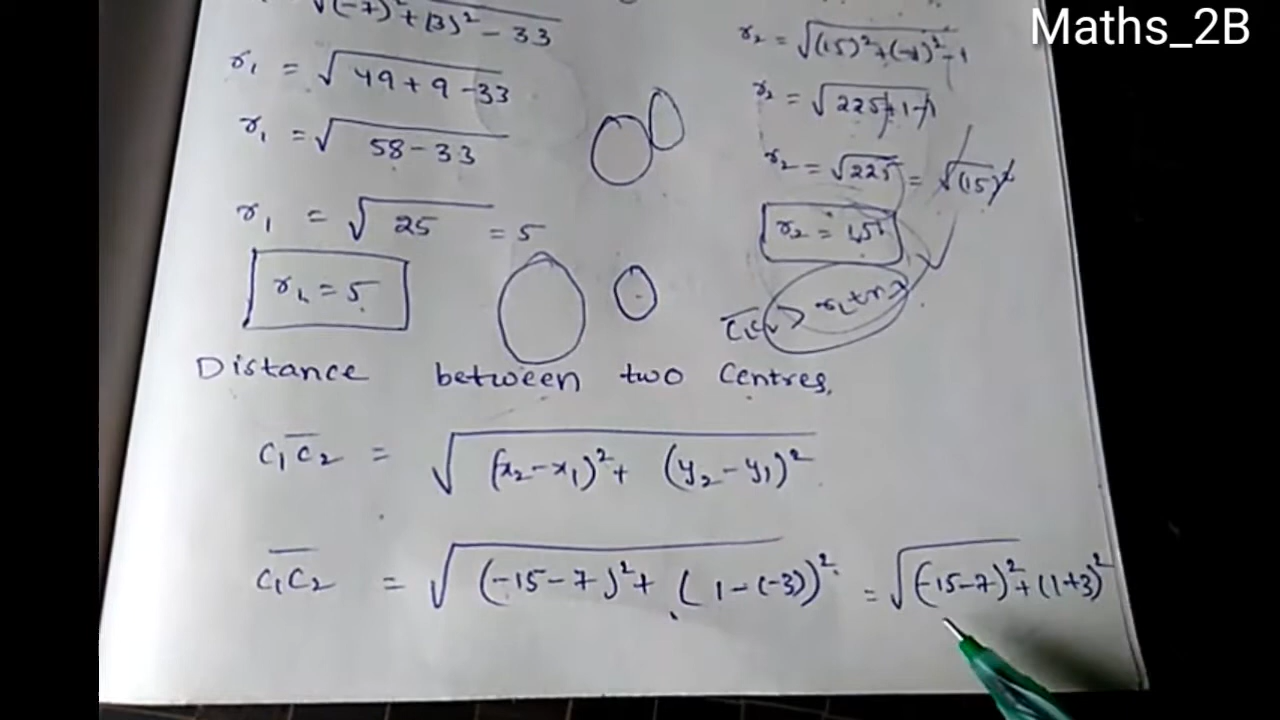 Maths_2B
√(-7)² + (3)² - 33
r₁ = √49 + 9 - 33
r₁ = √58 - 33
r₁ = √25 = 5
r₁ = 5
r₂ = √(15)² + (-1)² - 1
r₂ = √225 + 1 - 1
r₂ = √225 = √(15)²
r₂ = 15
C₁C₂ > r₁ + r₂
Distance between two Centres,
C₁C₂ = √(x₂-x₁)² + (y₂-y₁)²
C₁C₂ = √(-15-7)² + (1-(-3))² = √(-15-7)² + (1+3)²